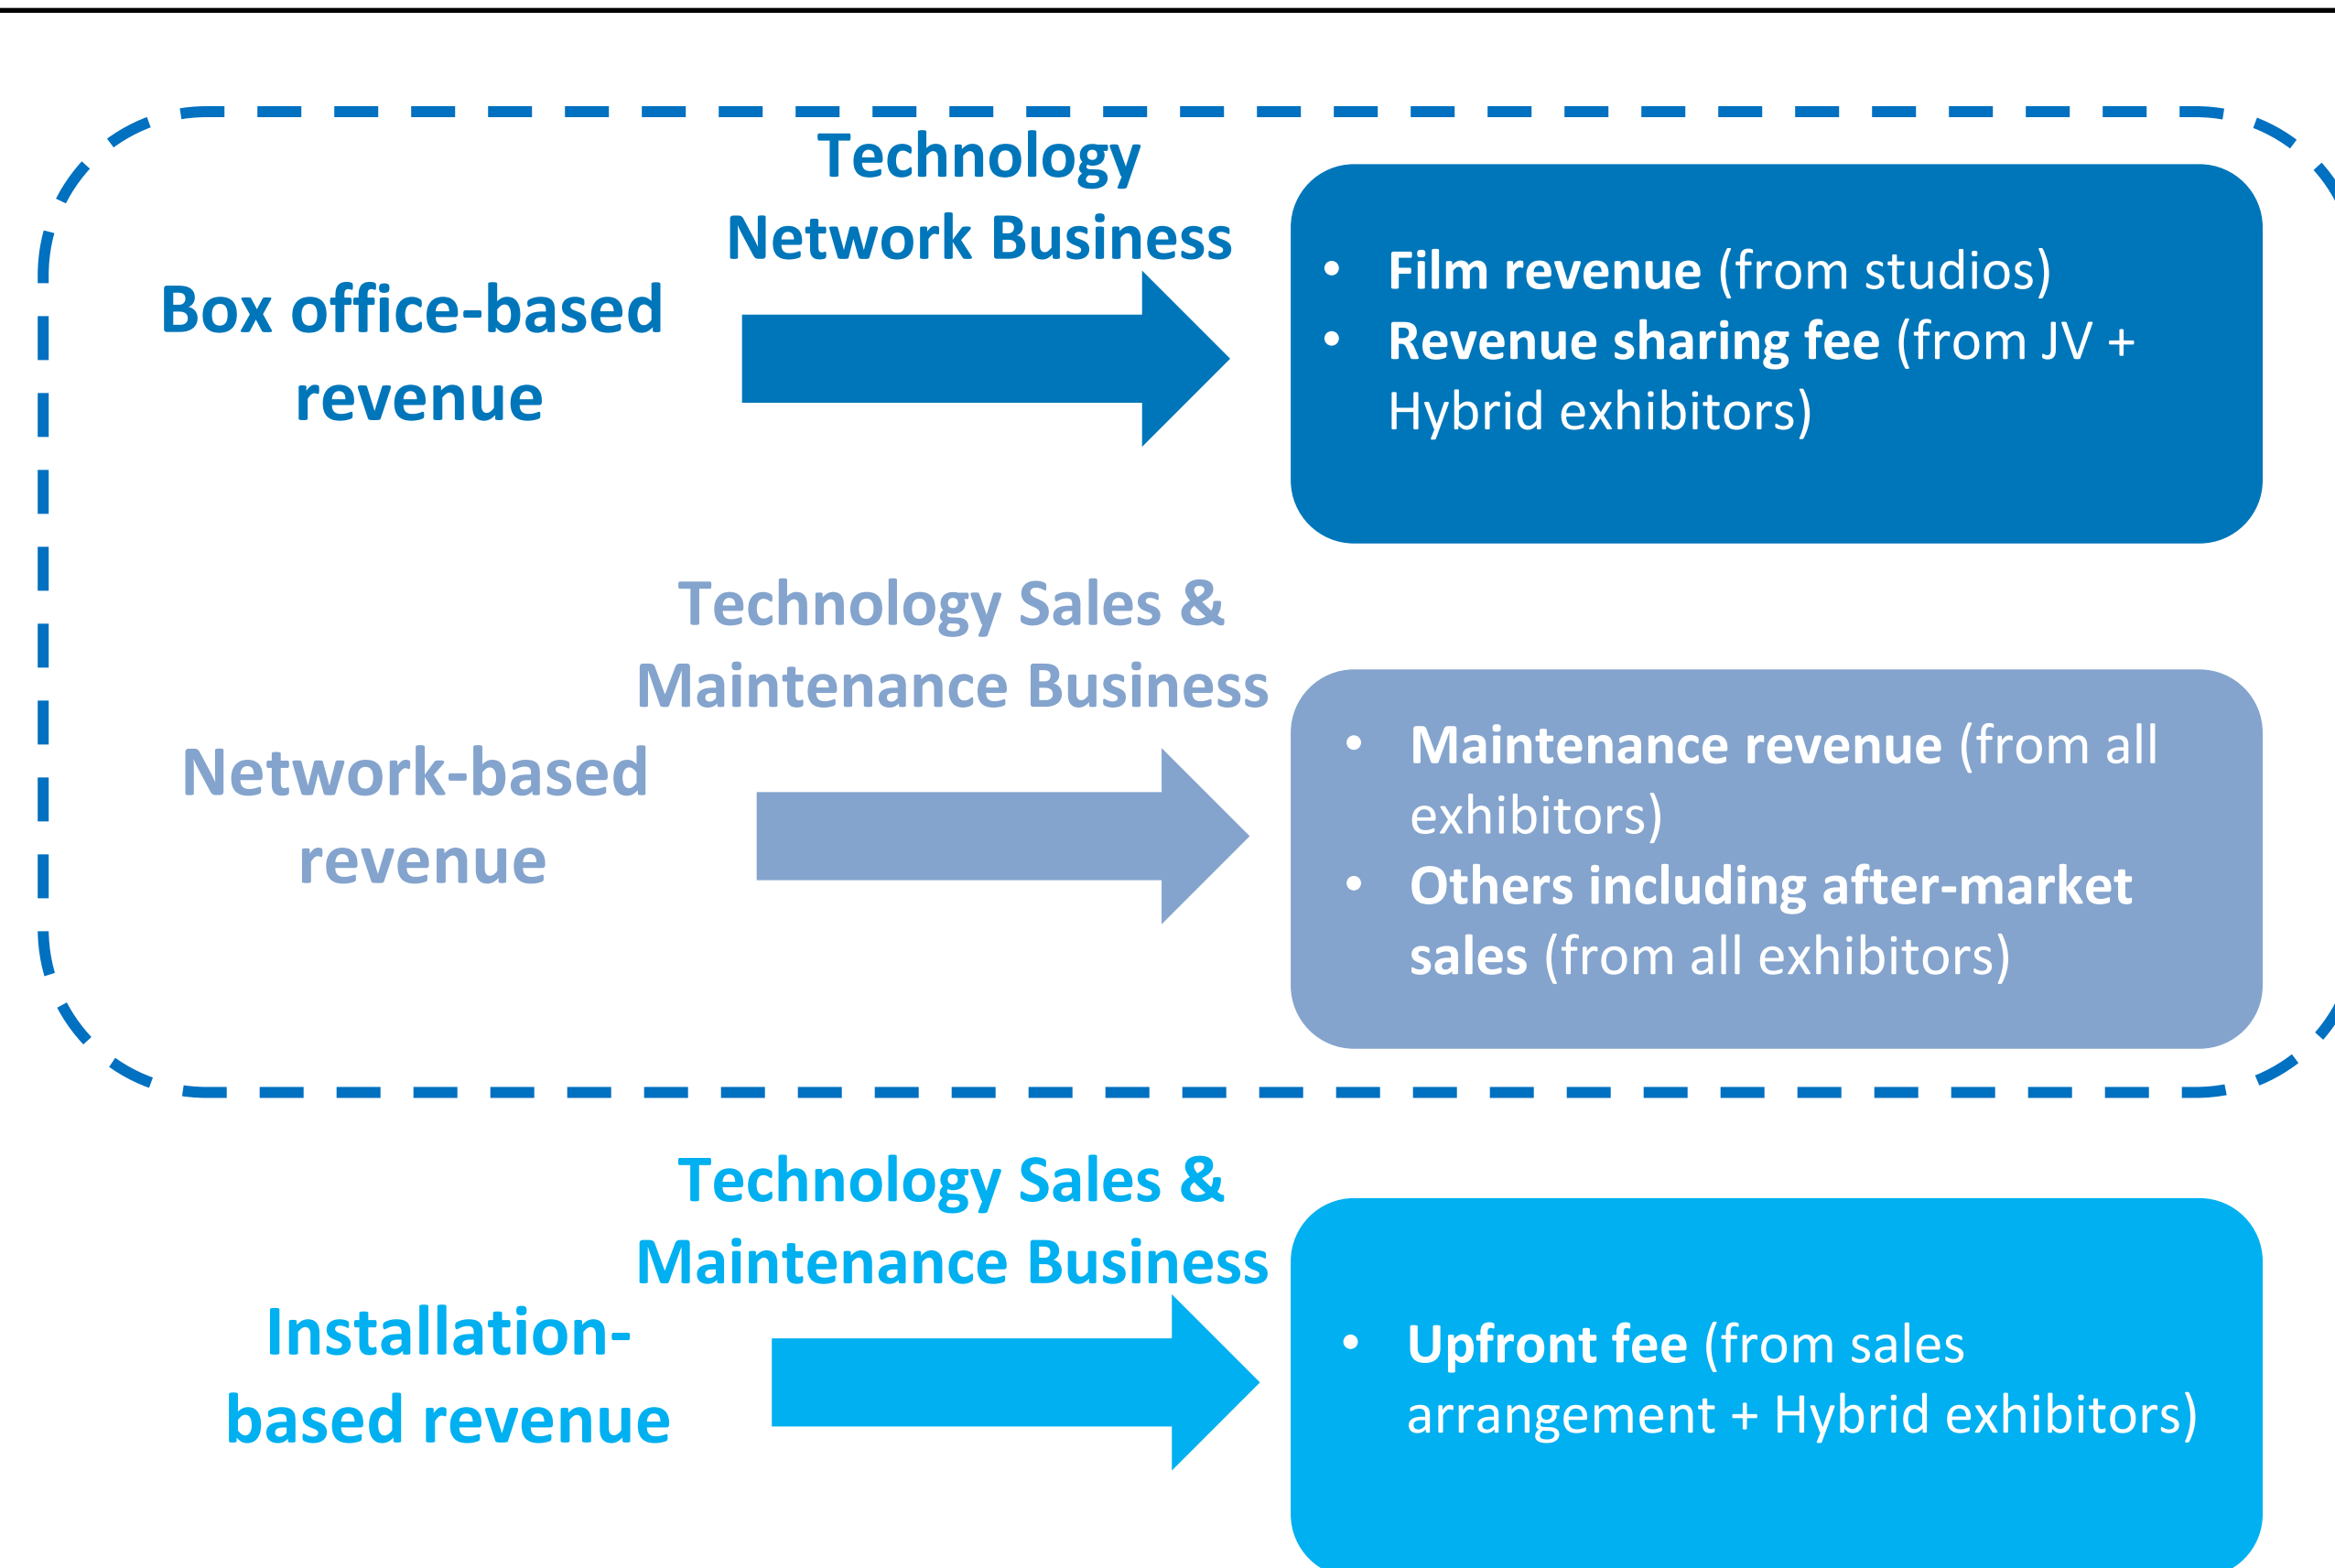 Technology
Network Business
Box office-based
revenue
• Film revenue (from studios)
• Revenue sharing fee (from JV +
Hybrid exhibitors)
Technology Sales &
Maintenance Business
Network-based
revenue
• Maintenance revenue (from all
exhibitors)
• Others including after-market
sales (from all exhibitors)
Technology Sales &
Maintenance Business
Installation-
based revenue
• Upfront fee (from sales
arrangement + Hybrid exhibitors)